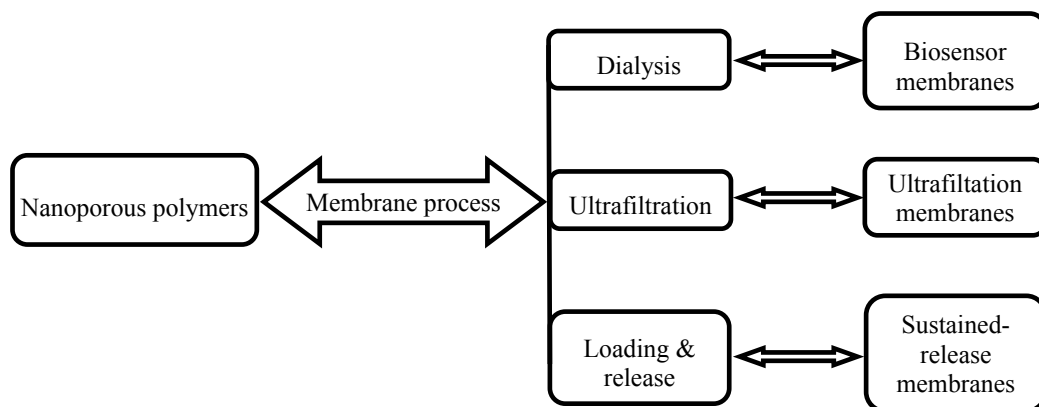 Dialysis
Biosensor
membranes
Nanoporous polymers
Membrane process
Ultrafiltration
Ultrafiltation
membranes
Loading &
release
Sustained-
release
membranes